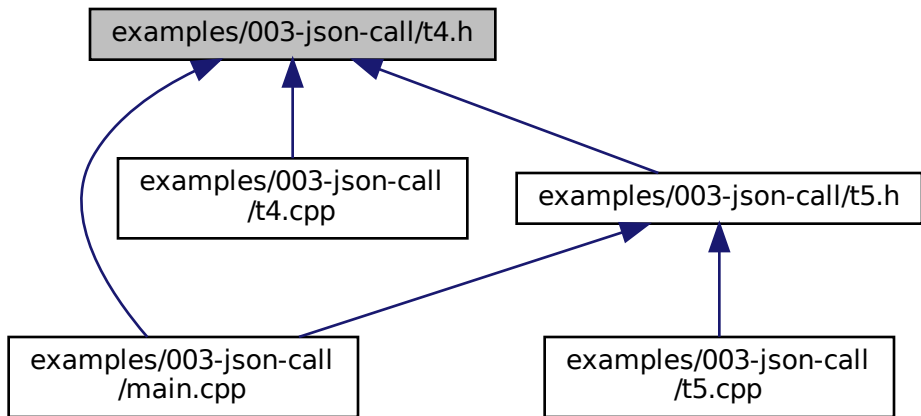 examples/003-json-call/t4.h
examples/003-json-call
/t4.cpp
examples/003-json-call/t5.h
examples/003-json-call
/main.cpp
examples/003-json-call
/t5.cpp